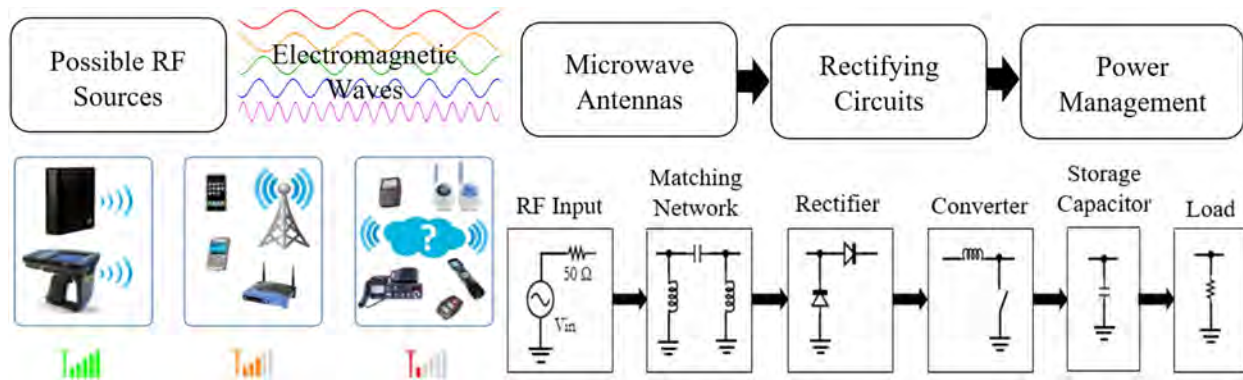 Possible RF
Sources
Electromagnetic
Waves
Microwave
Antennas
Rectifying
Circuits
Power
Management
?
RF Input
50 Ω
Vin
Matching
Network
Rectifier
Converter
Storage
Capacitor
Load